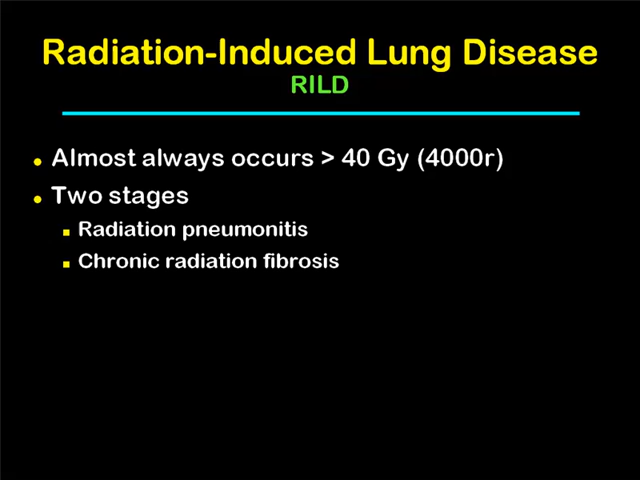 Radiation-Induced Lung Disease
RILD
• Almost always occurs > 40 Gy (4000r)
• Two stages
▪ Radiation pneumonitis
▪ Chronic radiation fibrosis